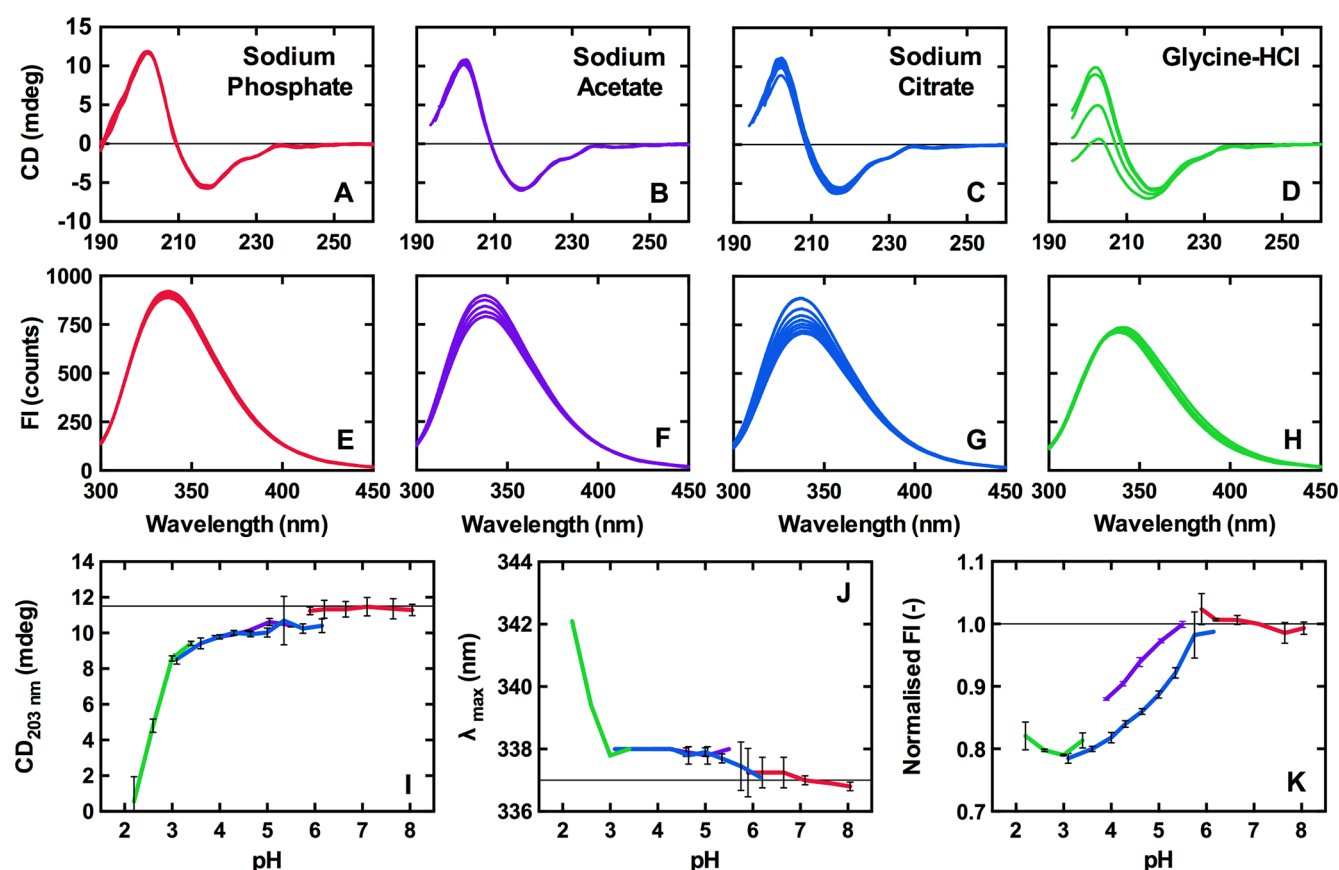 15
10
5
0
-5
-10
CD (mdeg)
Sodium
Phosphate
A
190 210 230 250
Sodium
Acetate
B
190 210 230 250
Sodium
Citrate
C
190 210 230 250
Glycine-HCl
D
190 210 230 250
1000
750
500
250
0
FI (counts)
E
300 350 400 450
Wavelength (nm)
F
300 350 400 450
Wavelength (nm)
G
300 350 400 450
Wavelength (nm)
H
300 350 400 450
Wavelength (nm)
14
12
10
8
6
4
2
0
CD203 nm (mdeg)
I
2 3 4 5 6 7 8
pH
344
342
340
338
336
λ max (nm)
J
2 3 4 5 6 7 8
pH
1.1
1.0
0.9
0.8
0.7
Normalised FI (-)
K
2 3 4 5 6 7 8
pH